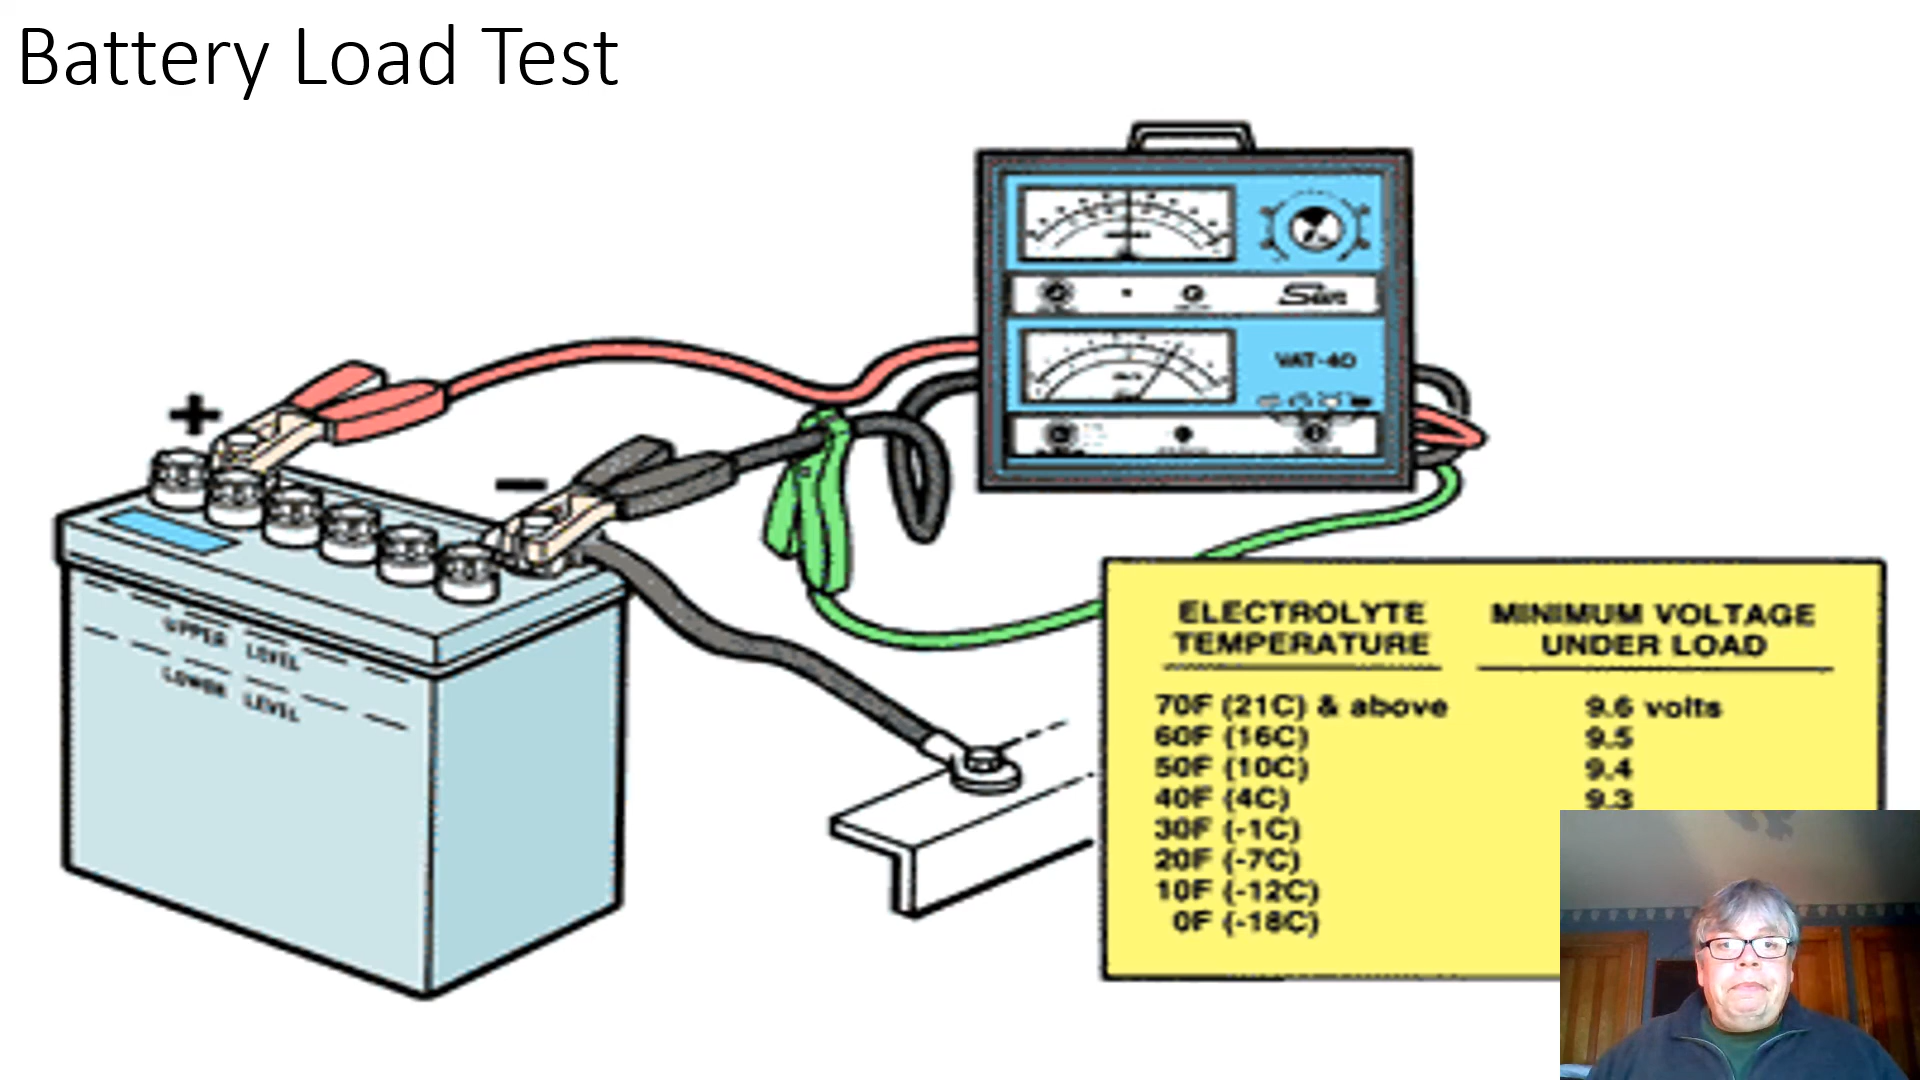 Battery Load Test
+
−
Sun
VAT-40
UPPER LEVEL
LOWER LEVEL
ELECTROLYTE TEMPERATURE
MINIMUM VOLTAGE UNDER LOAD
70F (21C) & above 9.6 volts
60F (16C) 9.5
50F (10C) 9.4
40F (4C) 9.3
30F (-1C)
20F (-7C)
10F (-12C)
0F (-18C)